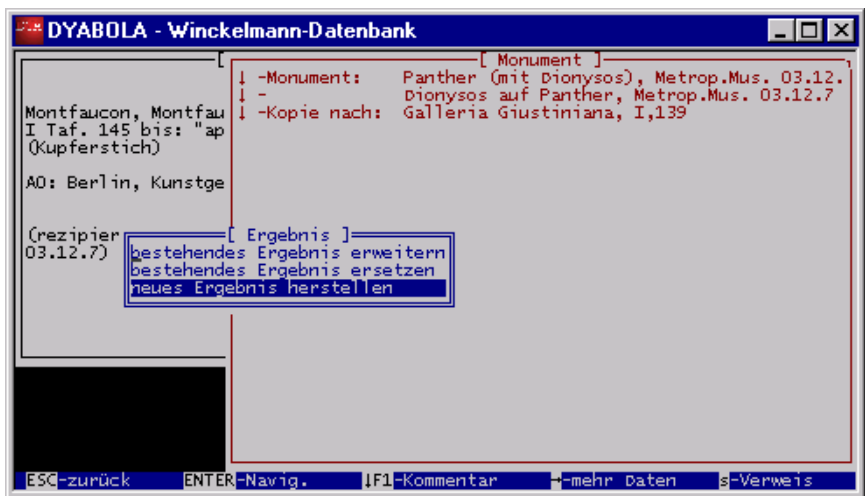 DYABOLA - Winckelmann-Datenbank
[ Monument ]
↓ -Monument: Panther (mit Dionysos), Metrop.Mus. 03.12.
↓ - Dionysos auf Panther, Metrop.Mus. 03.12.7
↓ -Kopie nach: Galleria Giustiniana, I,139
Montfaucon, Montfau
I Taf. 145 bis: "ap
(Kupferstich)
AO: Berlin, Kunstge
(rezipier
03.12.7)
[ Ergebnis ]
bestehendes Ergebnis erweitern
bestehendes Ergebnis ersetzen
neues Ergebnis herstellen
ESC-zurück ENTER-Navig. ↓F1-Kommentar →-mehr Daten s-Verweis